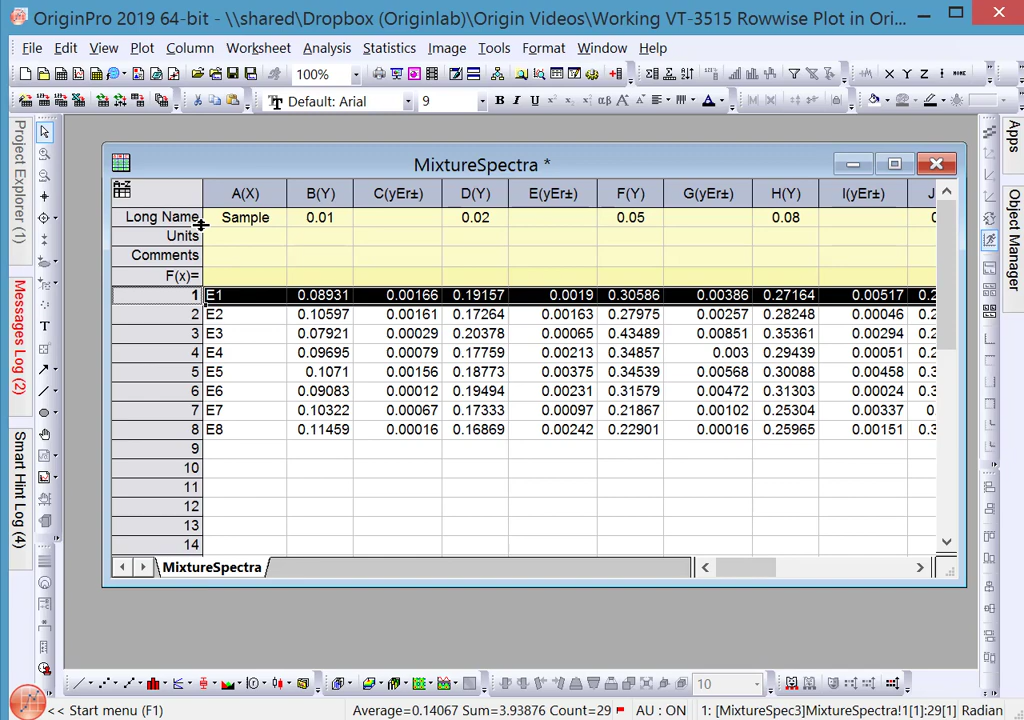 OriginPro 2019 64-bit - \\shared\Dropbox (Originlab)\Origin Videos\Working VT-3515 Rowwise Plot in Ori...
File Edit View Plot Column Worksheet Analysis Statistics Image Tools Format Window Help
100%
Default: Arial 9 B I U
X Y Z
Project Explorer (1)
Messages Log (2)
Smart Hint Log (4)
Apps
Object Manager
MixtureSpectra *
A(X) B(Y) C(yEr±) D(Y) E(yEr±) F(Y) G(yEr±) H(Y) I(yEr±) J
Long Name Sample 0.01 0.02 0.05 0.08
Units
Comments
F(x)=
1 E1 0.08931 0.00166 0.19157 0.0019 0.30586 0.00386 0.27164 0.00517
2 E2 0.10597 0.00161 0.17264 0.00163 0.27975 0.00257 0.28248 0.00046
3 E3 0.07921 0.00029 0.20378 0.00065 0.43489 0.00851 0.35361 0.00294
4 E4 0.09695 0.00079 0.17759 0.00213 0.34857 0.003 0.29439 0.00051
5 E5 0.1071 0.00156 0.18773 0.00375 0.34539 0.00568 0.30088 0.00458
6 E6 0.09083 0.00012 0.19494 0.00231 0.31579 0.00472 0.31303 0.00024
7 E7 0.10322 0.00067 0.17333 0.00097 0.21867 0.00102 0.25304 0.00337
8 E8 0.11459 0.00016 0.16869 0.00242 0.22901 0.00016 0.25965 0.00151
9
10
11
12
13
14
MixtureSpectra
10
<< Start menu (F1) Average=0.14067 Sum=3.93876 Count=29 AU : ON 1: [MixtureSpec3]MixtureSpectra!1[1]:29[1] Radian